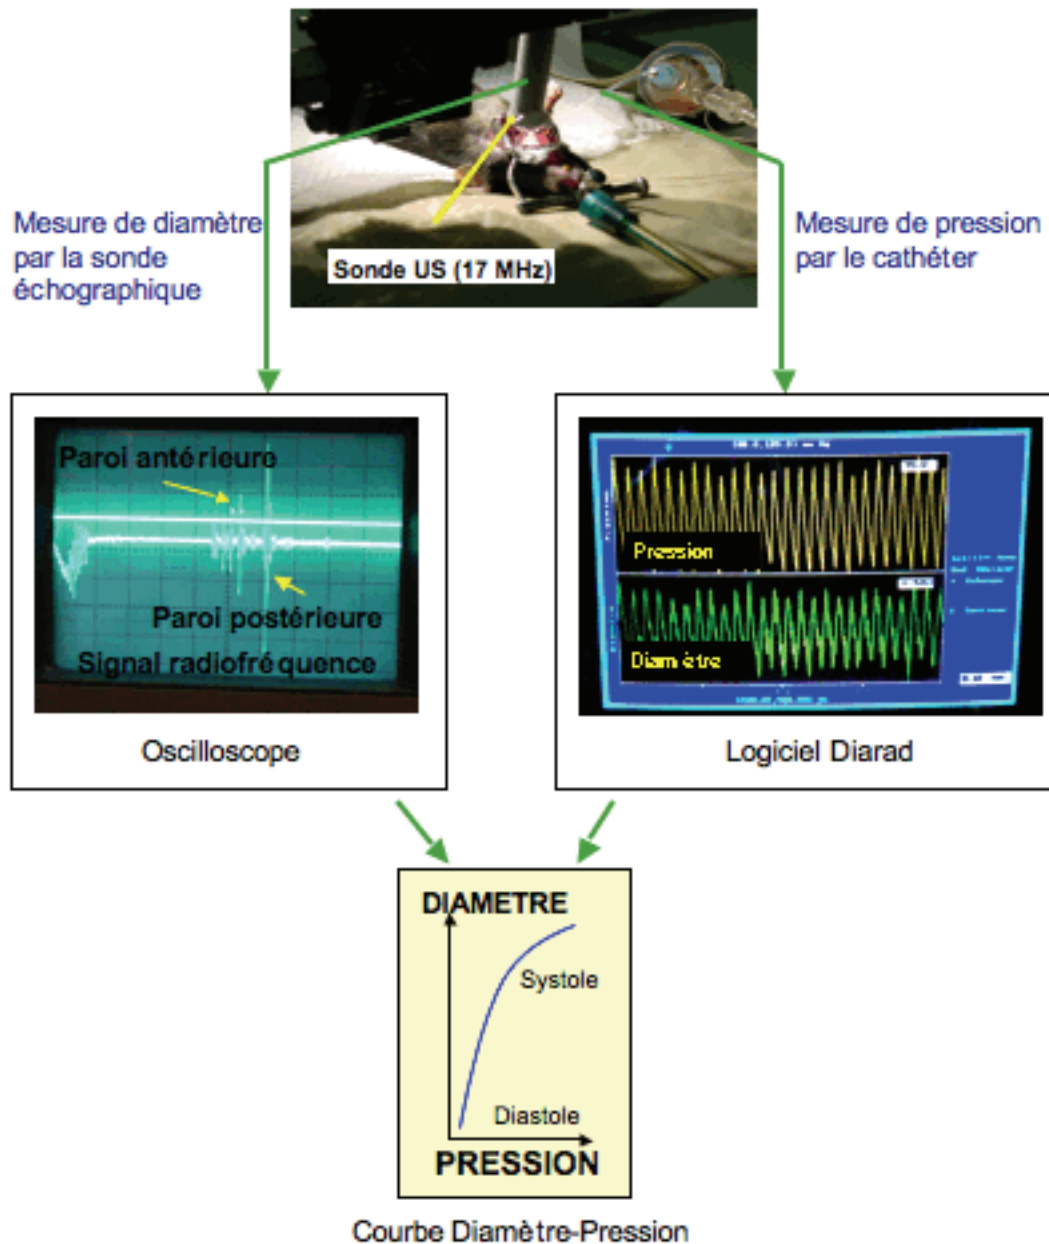 Mesure de diamètre
par la sonde
échographique
Sonde US (17 MHz)
Mesure de pression
par le cathéter
Paroi antérieure
Paroi postérieure
Signal radiofréquence
Oscilloscope
Pression
Diamètre
Logiciel Diarad
DIAMETRE
Systole
Diastole
PRESSION
Courbe Diamètre-Pression